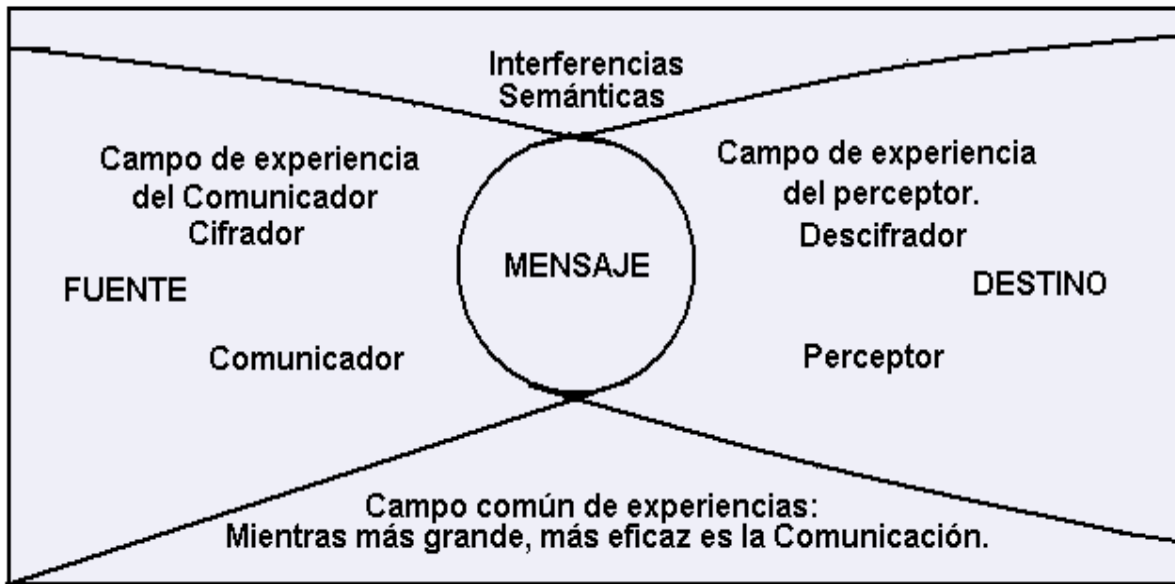 Interferencias
Semánticas
Campo de experiencia
del Comunicador
Cifrador
FUENTE
Comunicador
MENSAJE
Campo de experiencia
del perceptor.
Descifrador
DESTINO
Perceptor
Campo común de experiencias:
Mientras más grande, más eficaz es la Comunicación.